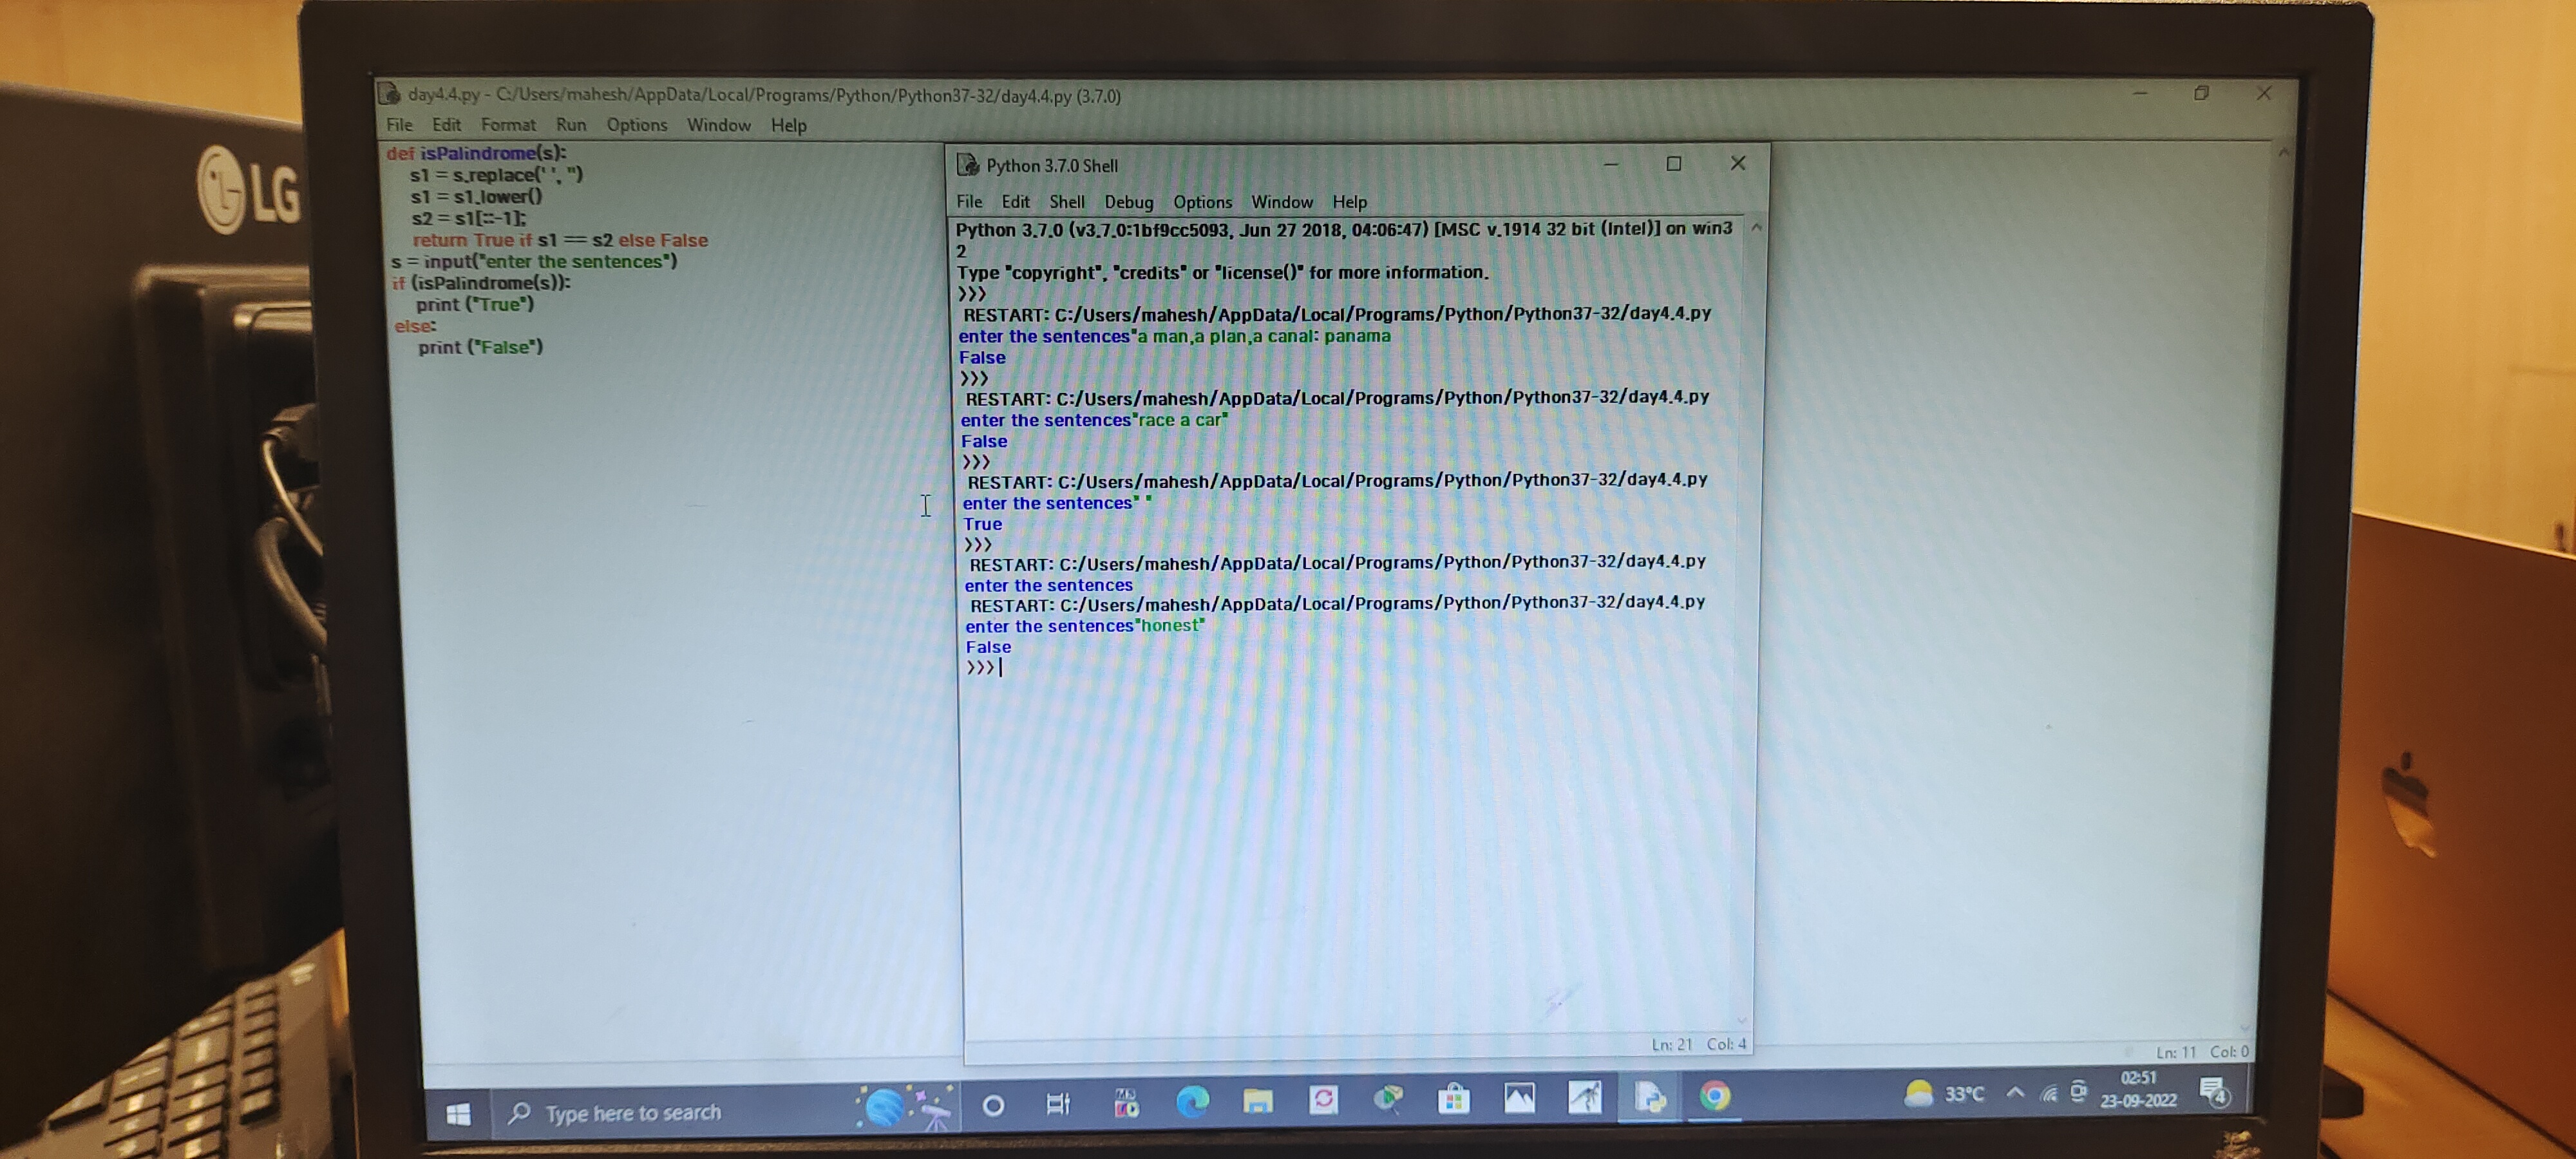 LG
day4.4.py - C:/Users/mahesh/AppData/Local/Programs/Python/Python37-32/day4.4.py (3.7.0)
File Edit Format Run Options Window Help
def isPalindrome(s):
s1 = s.replace(' ', '')
s1 = s1.lower()
s2 = s1[::-1];
return True if s1 == s2 else False
s = input("enter the sentences")
if (isPalindrome(s)):
print ("True")
else:
print ("False")
Python 3.7.0 Shell
File Edit Shell Debug Options Window Help
Python 3.7.0 (v3.7.0:1bf9cc5093, Jun 27 2018, 04:06:47) [MSC v.1914 32 bit (Intel)] on win3
2
Type "copyright", "credits" or "license()" for more information.
>>>
RESTART: C:/Users/mahesh/AppData/Local/Programs/Python/Python37-32/day4.4.py
enter the sentences"a man,a plan,a canal: panama
False
>>>
RESTART: C:/Users/mahesh/AppData/Local/Programs/Python/Python37-32/day4.4.py
enter the sentences"race a car"
False
>>>
RESTART: C:/Users/mahesh/AppData/Local/Programs/Python/Python37-32/day4.4.py
enter the sentences" "
True
>>>
RESTART: C:/Users/mahesh/AppData/Local/Programs/Python/Python37-32/day4.4.py
enter the sentences
RESTART: C:/Users/mahesh/AppData/Local/Programs/Python/Python37-32/day4.4.py
enter the sentences"honest"
False
>>>
Ln: 21 Col: 4
Ln: 11 Col: 0
Type here to search
33°C
02:51
23-09-2022
4